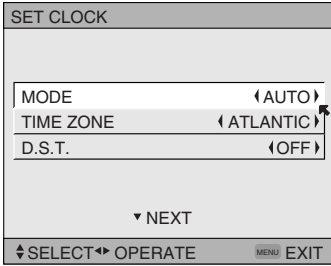 SET CLOCK
MODE AUTO
TIME ZONE ATLANTIC
D.S.T. OFF
NEXT
SELECT OPERATE MENU EXIT